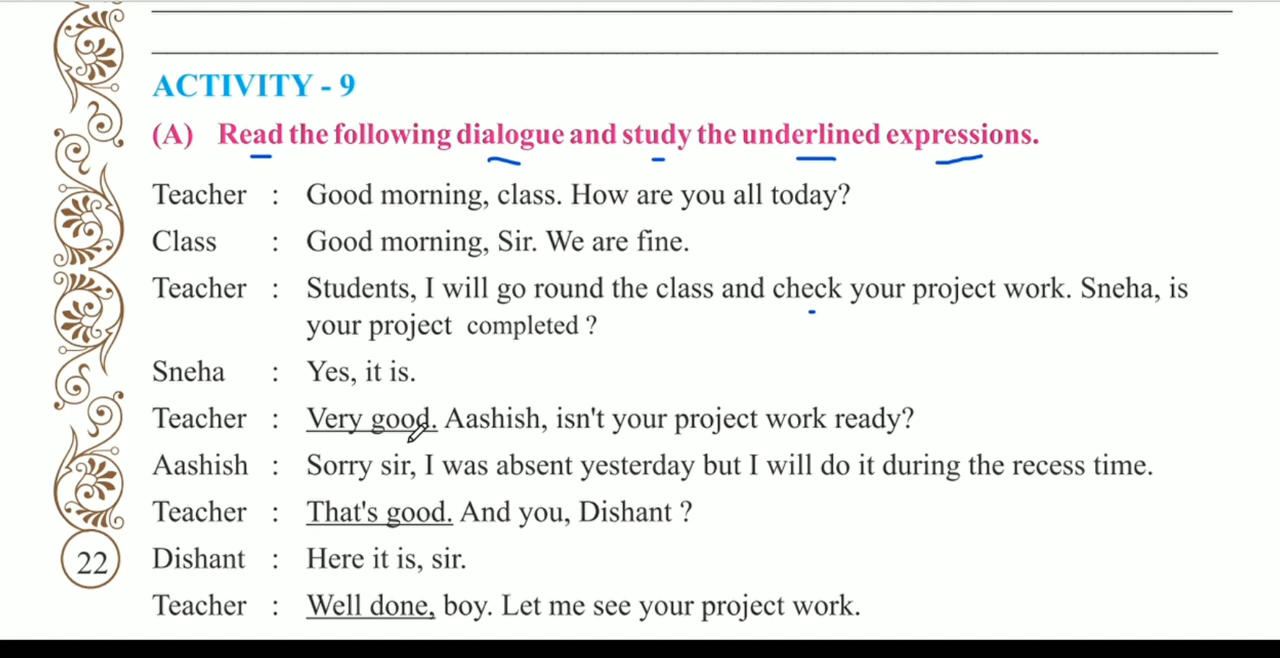 ACTIVITY - 9
(A) Read the following dialogue and study the underlined expressions.
Teacher : Good morning, class. How are you all today?
Class : Good morning, Sir. We are fine.
Teacher : Students, I will go round the class and check your project work. Sneha, is
your project completed ?
Sneha : Yes, it is.
Teacher : Very good. Aashish, isn't your project work ready?
Aashish : Sorry sir, I was absent yesterday but I will do it during the recess time.
Teacher : That's good. And you, Dishant ?
22 Dishant : Here it is, sir.
Teacher : Well done, boy. Let me see your project work.